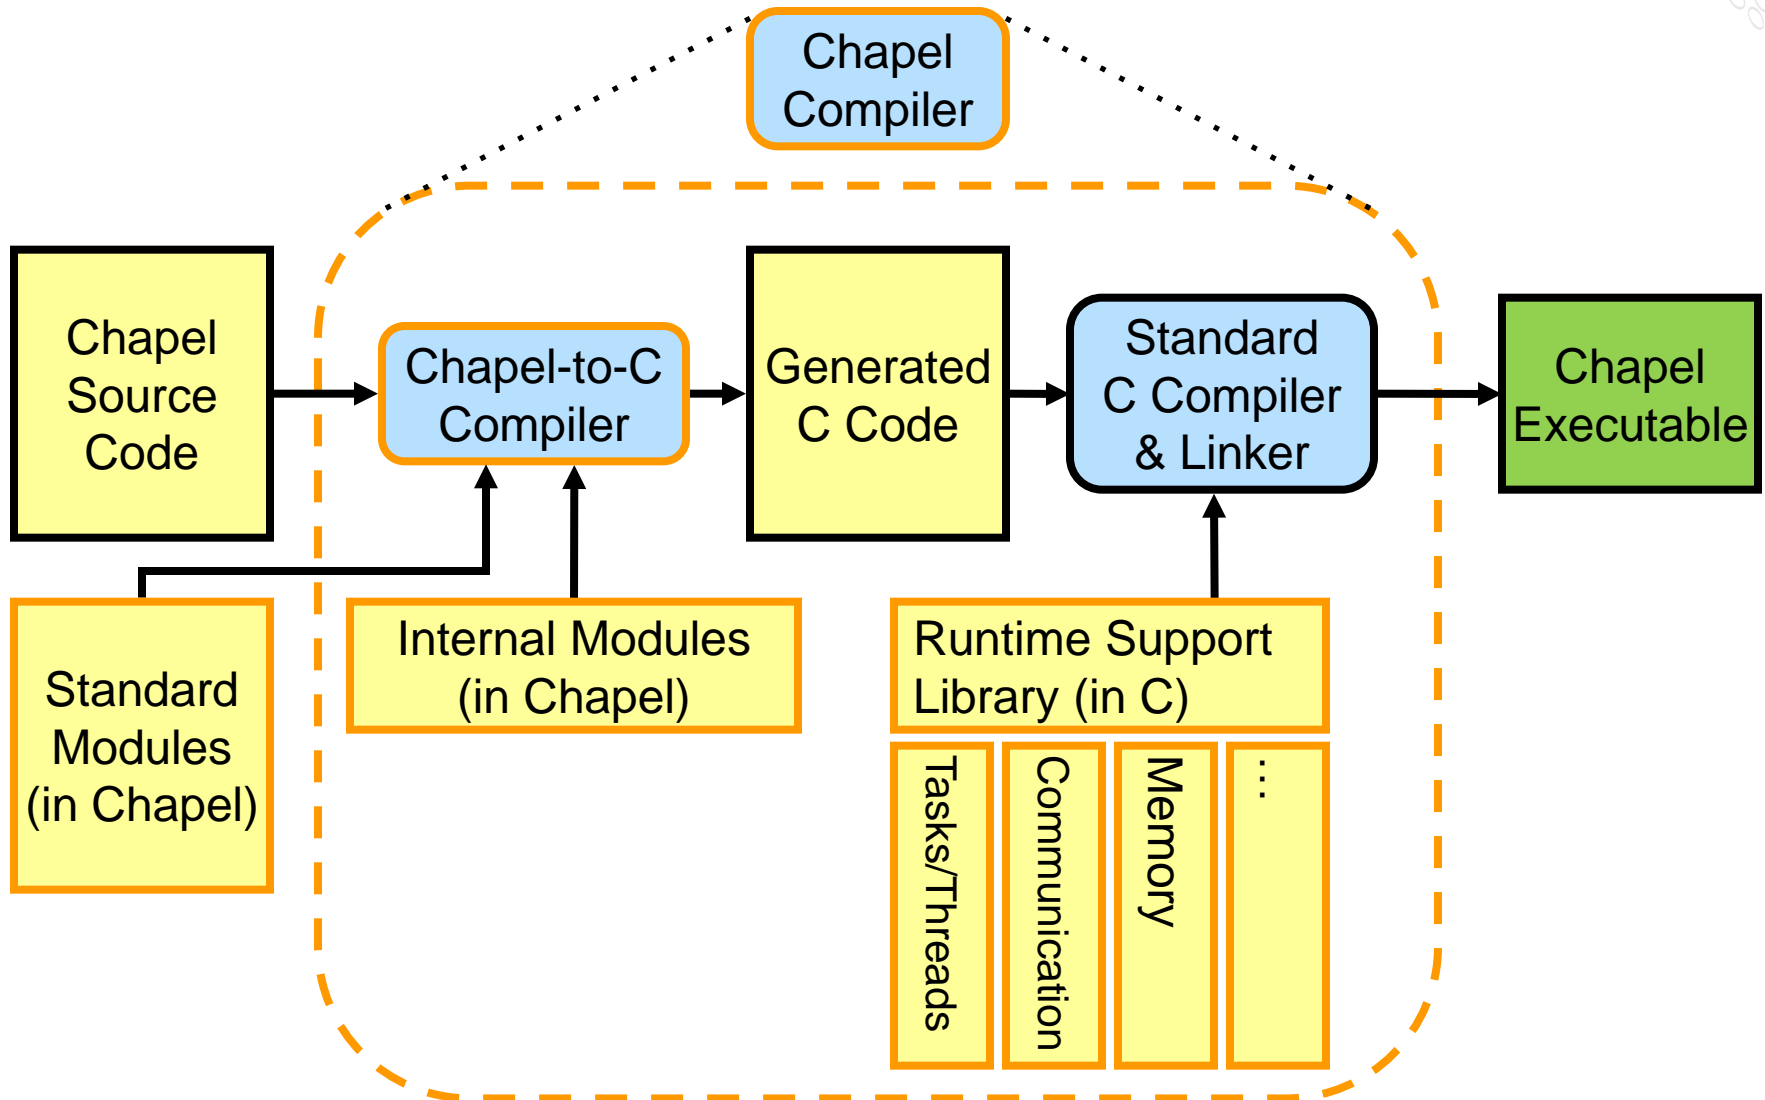 Chapel
Compiler
Chapel
Source
Code
Chapel-to-C
Compiler
Generated
C Code
Standard
C Compiler
& Linker
Chapel
Executable
Standard
Modules
(in Chapel)
Internal Modules
(in Chapel)
Runtime Support
Library (in C)
Tasks/Threads
Communication
Memory
...